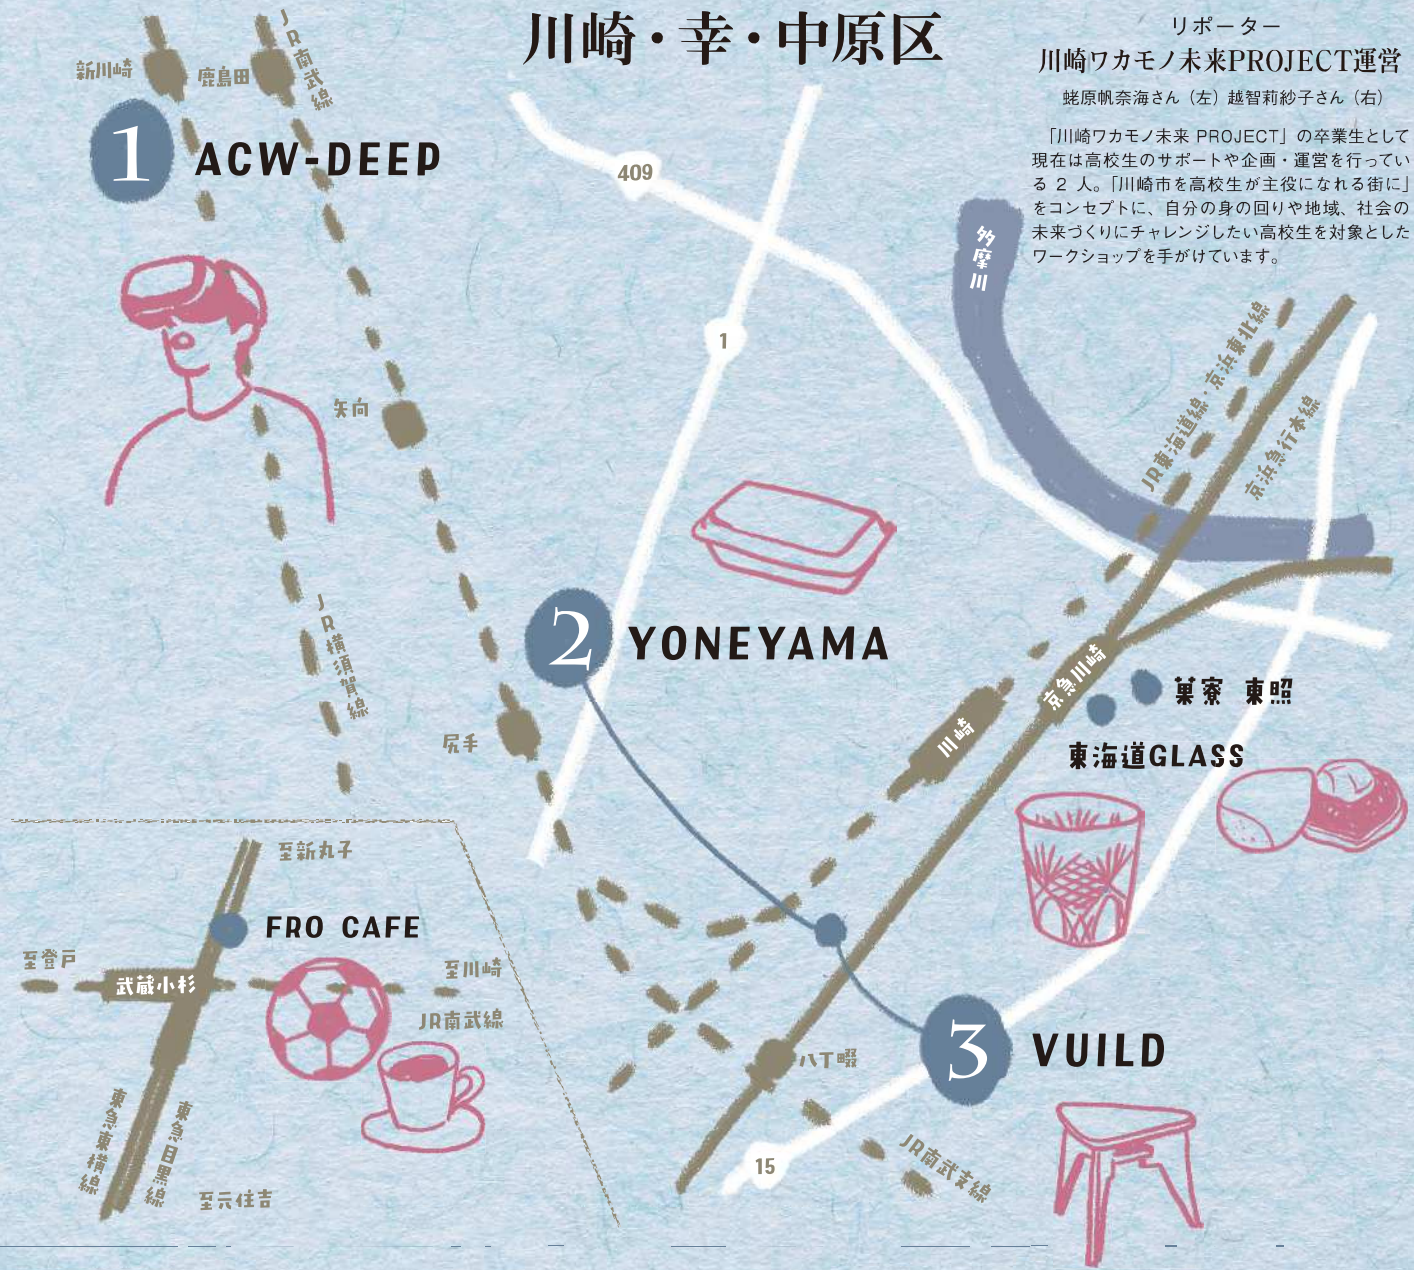 川崎・幸・中原区
リポーター
川崎ワカモノ未来PROJECT運営
蛯原帆奈海さん（左）越智莉紗子さん（右）
「川崎ワカモノ未来 PROJECT」の卒業生として
現在は高校生のサポートや企画・運営を行ってい
る 2 人。「川崎市を高校生が主役になれる街に」
をコンセプトに、自分の身の回りや地域、社会の
未来づくりにチャレンジしたい高校生を対象とした
ワークショップを手がけています。
新川崎
鹿島田
JR南武線
1
ACW-DEEP
409
多摩川
1
JR東海道線・京浜東北線
京浜急行本線
矢向
JR横須賀線
2
YONEYAMA
尻手
京急川崎
川崎
菓寮 東照
東海道GLASS
至新丸子
FRO CAFE
至登戸
武蔵小杉
至川崎
JR南武線
東急東横線
東急目黒線
至元住吉
八丁畷
3
VUILD
15
JR南武支線